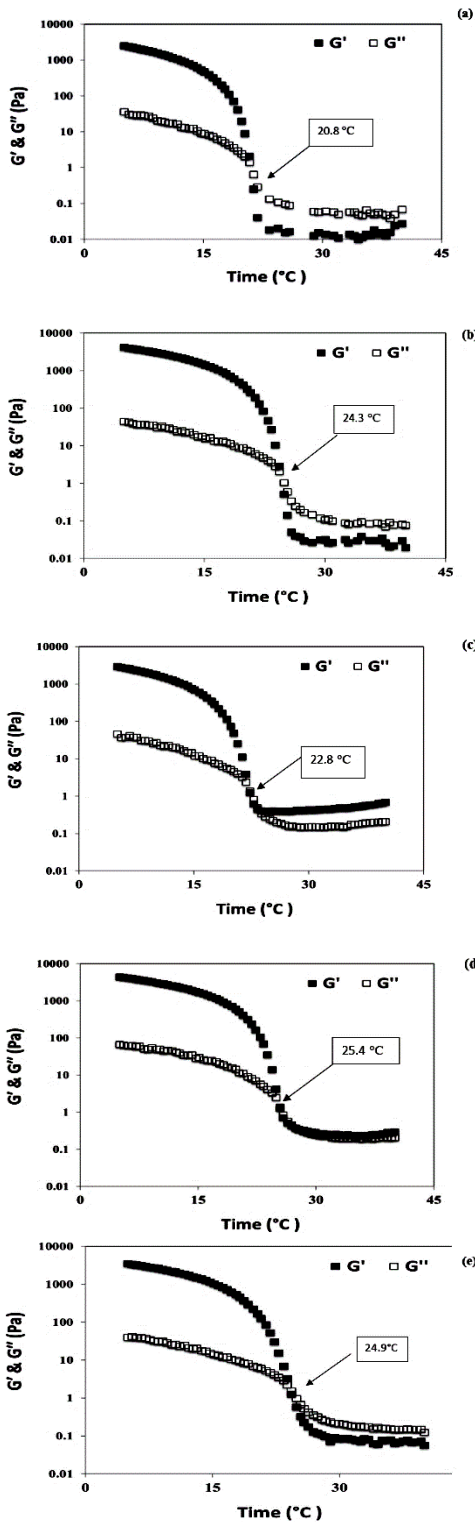 (a)
■ G' □ G''
10000
1000
100
10
1
0.1
0.01
G' & G'' (Pa)
20.8 °C
0 15 30 45
Time (°C)
(b)
■ G' □ G''
10000
1000
100
10
1
0.1
0.01
G' & G'' (Pa)
24.3 °C
0 15 30 45
Time (°C )
(c)
■ G' □ G''
10000
1000
100
10
1
0.1
0.01
G' & G'' (Pa)
22.8 °C
0 15 30 45
Time (°C )
(d
■ G' □ G''
10000
1000
100
10
1
0.1
0.01
G' & G'' (Pa)
25.4 °C
0 15 30 45
Time (°C )
(e)
■ G' □ G''
10000
1000
100
10
1
0.1
0.01
G' & G'' (Pa)
24.9°C
0 15 30
Time (°C )